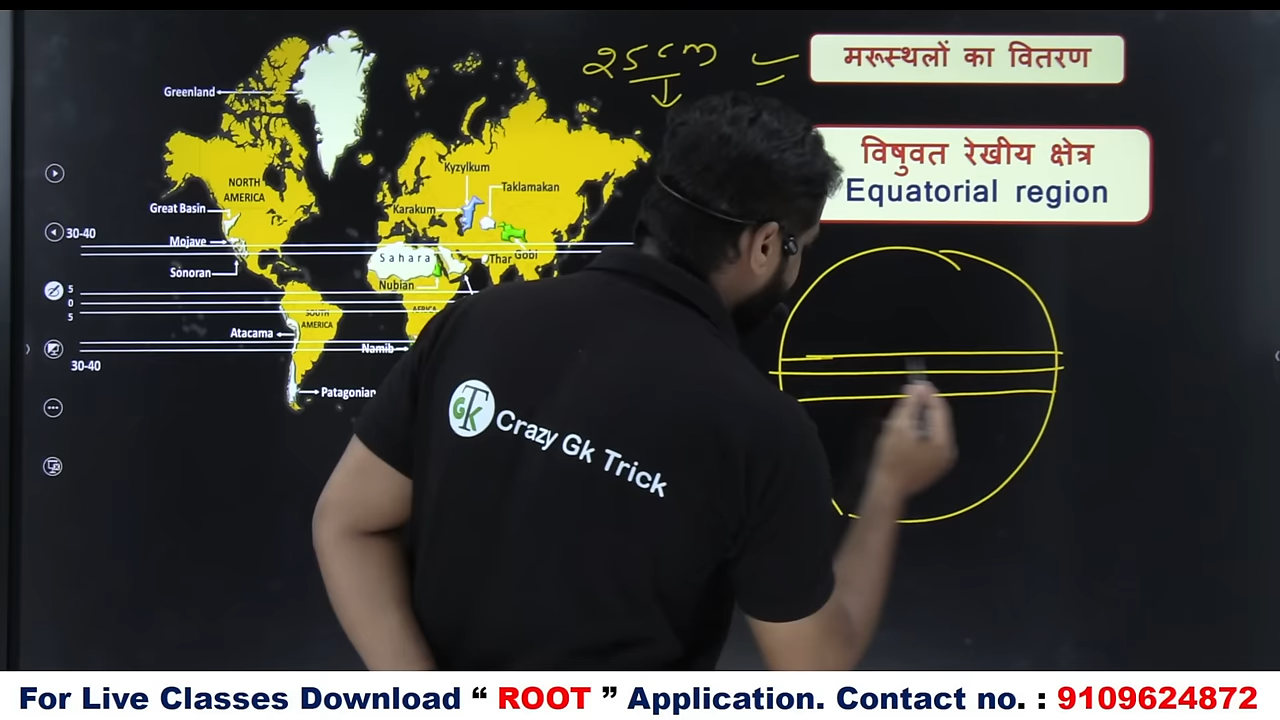 25 cm
मरूस्थलों का वितरण
विषुवत रेखीय क्षेत्र
Equatorial region
Greenland
Kyzylkum
Taklamakan
NORTH
AMERICA
Karakum
Great Basin
30-40
Mojave
Sahara
Thar
Gobi
Sonoran
Nubian
5
0
5
SOUTH
AMERICA
AFRICA
Atacama
Namib
30-40
Patagonian
GTK
Crazy Gk Trick
For Live Classes Download “ ROOT ” Application. Contact no. : 9109624872